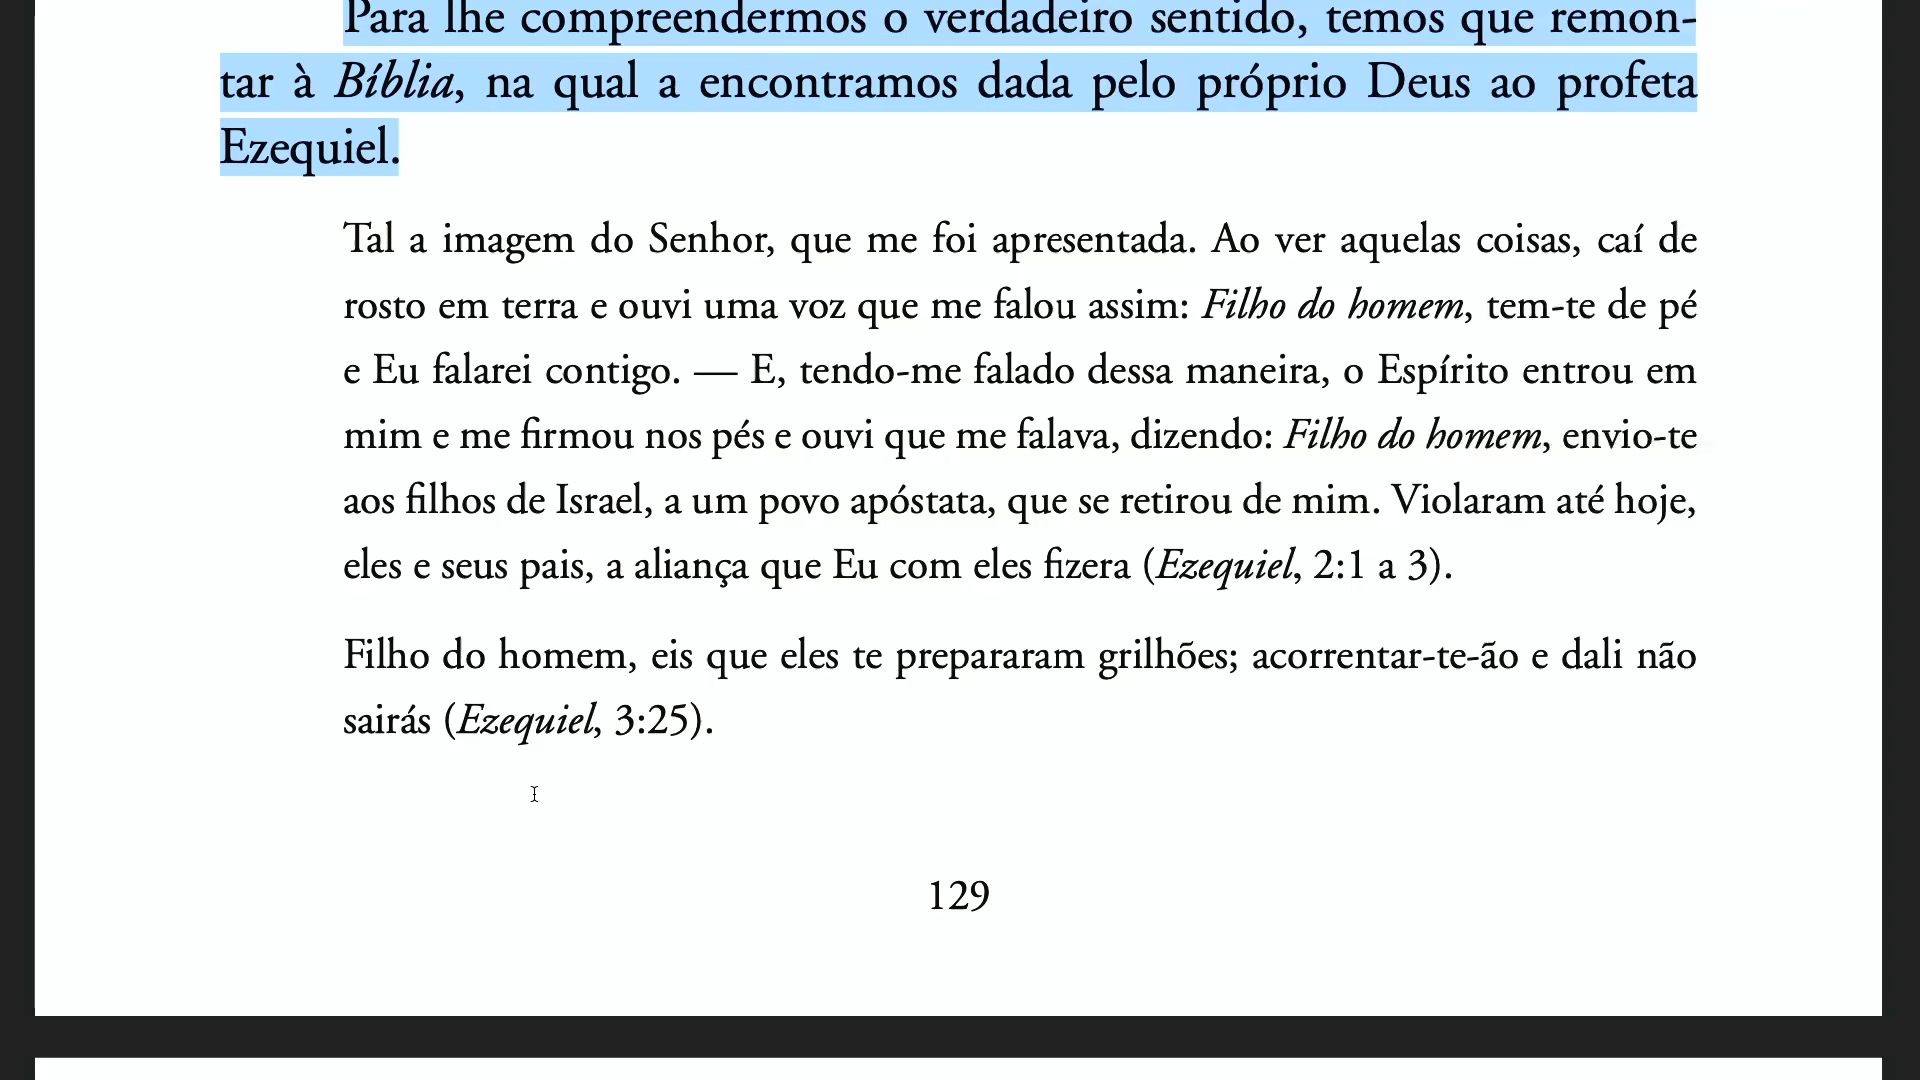 Para lhe compreendermos o verdadeiro sentido, temos que remon-
tar à Bíblia, na qual a encontramos dada pelo próprio Deus ao profeta
Ezequiel.
Tal a imagem do Senhor, que me foi apresentada. Ao ver aquelas coisas, caí de
rosto em terra e ouvi uma voz que me falou assim: Filho do homem, tem-te de pé
e Eu falarei contigo. — E, tendo-me falado dessa maneira, o Espírito entrou em
mim e me firmou nos pés e ouvi que me falava, dizendo: Filho do homem, envio-te
aos filhos de Israel, a um povo apóstata, que se retirou de mim. Violaram até hoje,
eles e seus pais, a aliança que Eu com eles fizera (Ezequiel, 2:1 a 3).
Filho do homem, eis que eles te prepararam grilhões; acorrentar-te-ão e dali não
sairás (Ezequiel, 3:25).
129